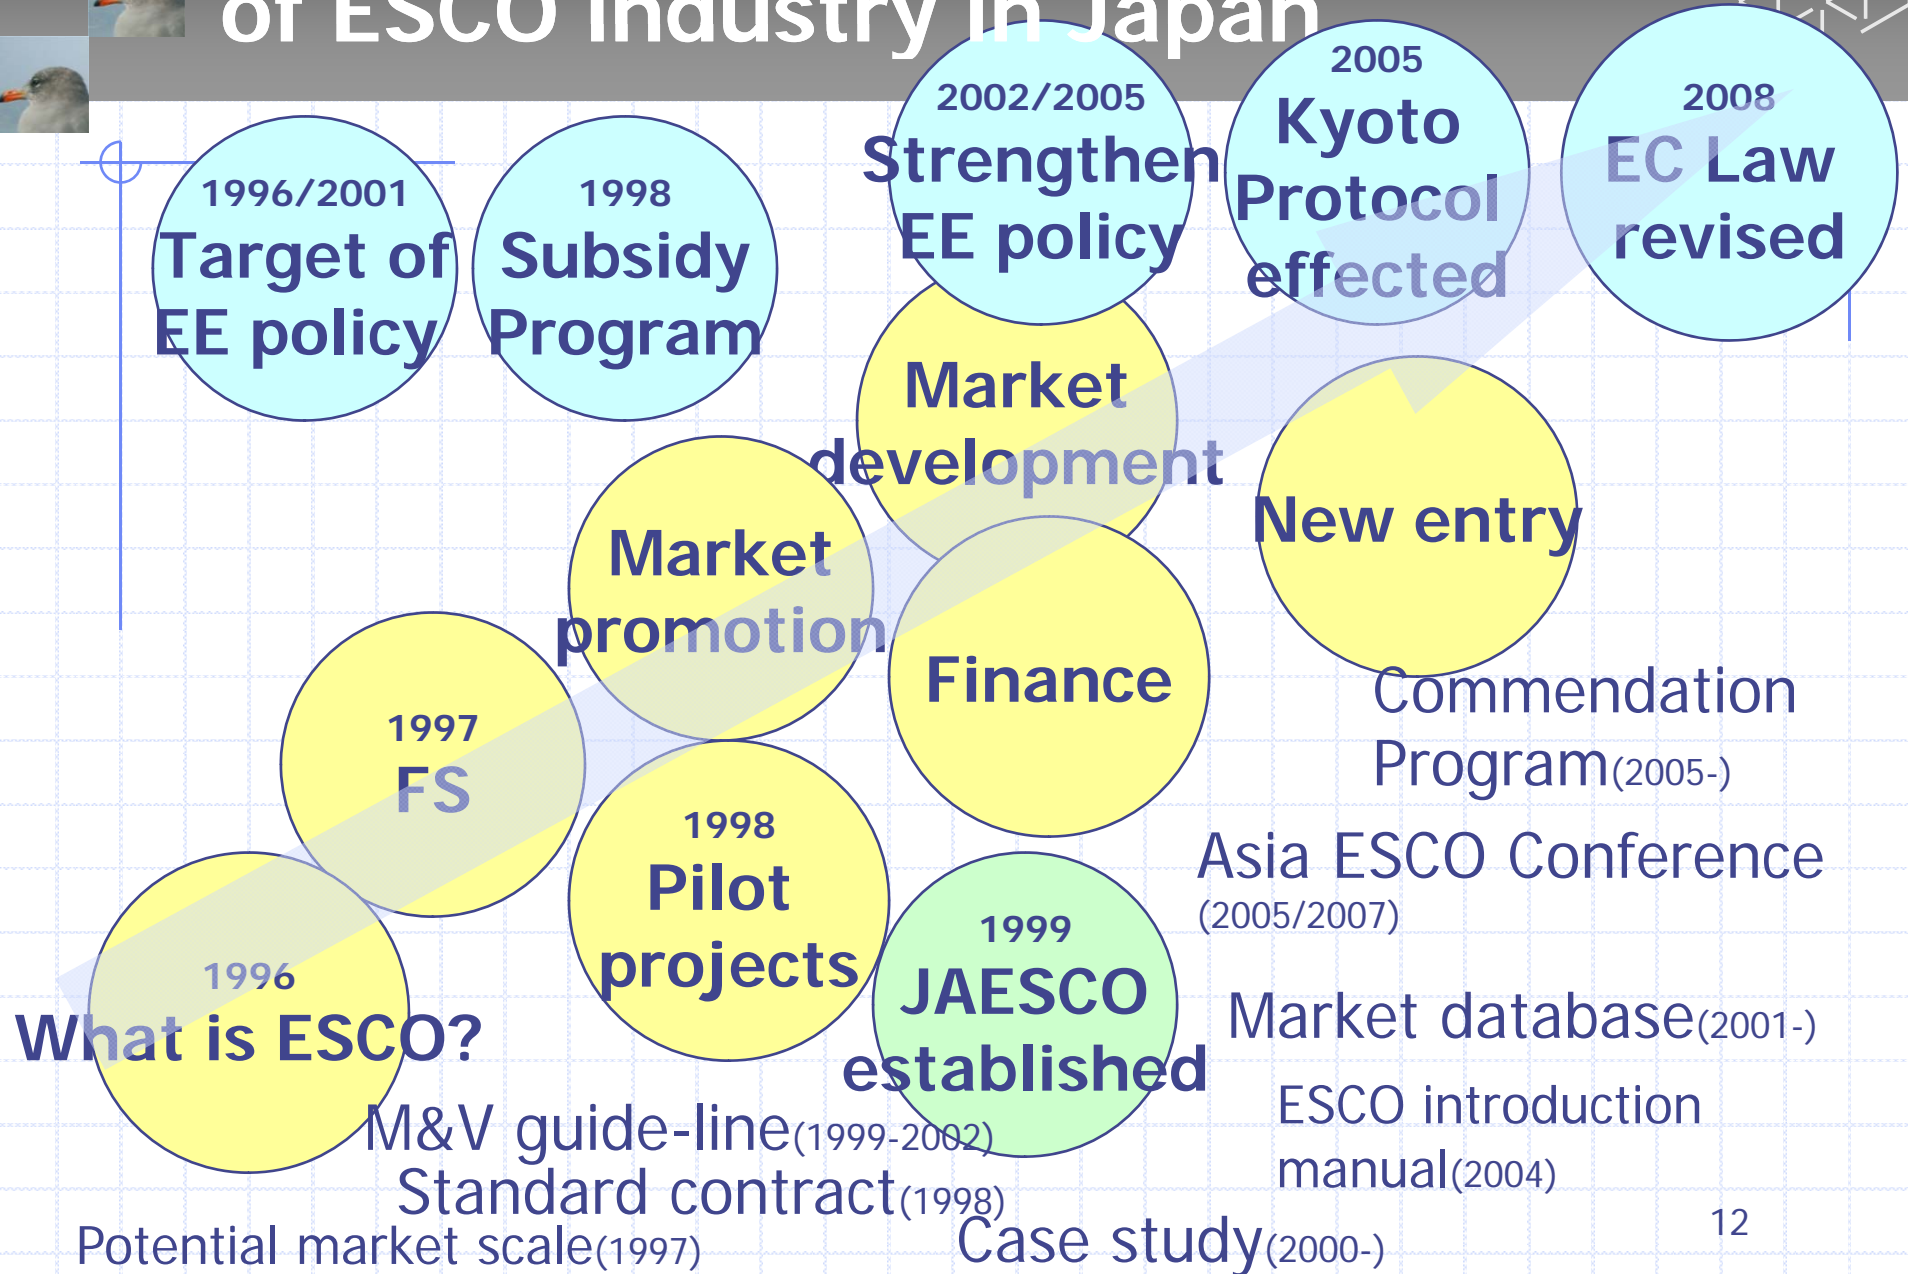 of ESCO industry in Japan
1996/2001
Target of
EE policy
1998
Subsidy
Program
2002/2005
Strengthen
EE policy
2005
Kyoto
Protocol
effected
2008
EC Law
revised
Market
development
Market
promotion
New entry
Finance
1997
FS
1998
Pilot
projects
1996
What is ESCO?
1999
JAESCO
established
Commendation
Program(2005-)
Asia ESCO Conference
(2005/2007)
Market database(2001-)
ESCO introduction
manual(2004)
M&V guide-line(1999-2002)
Standard contract(1998)
Potential market scale(1997)
Case study(2000-)
12